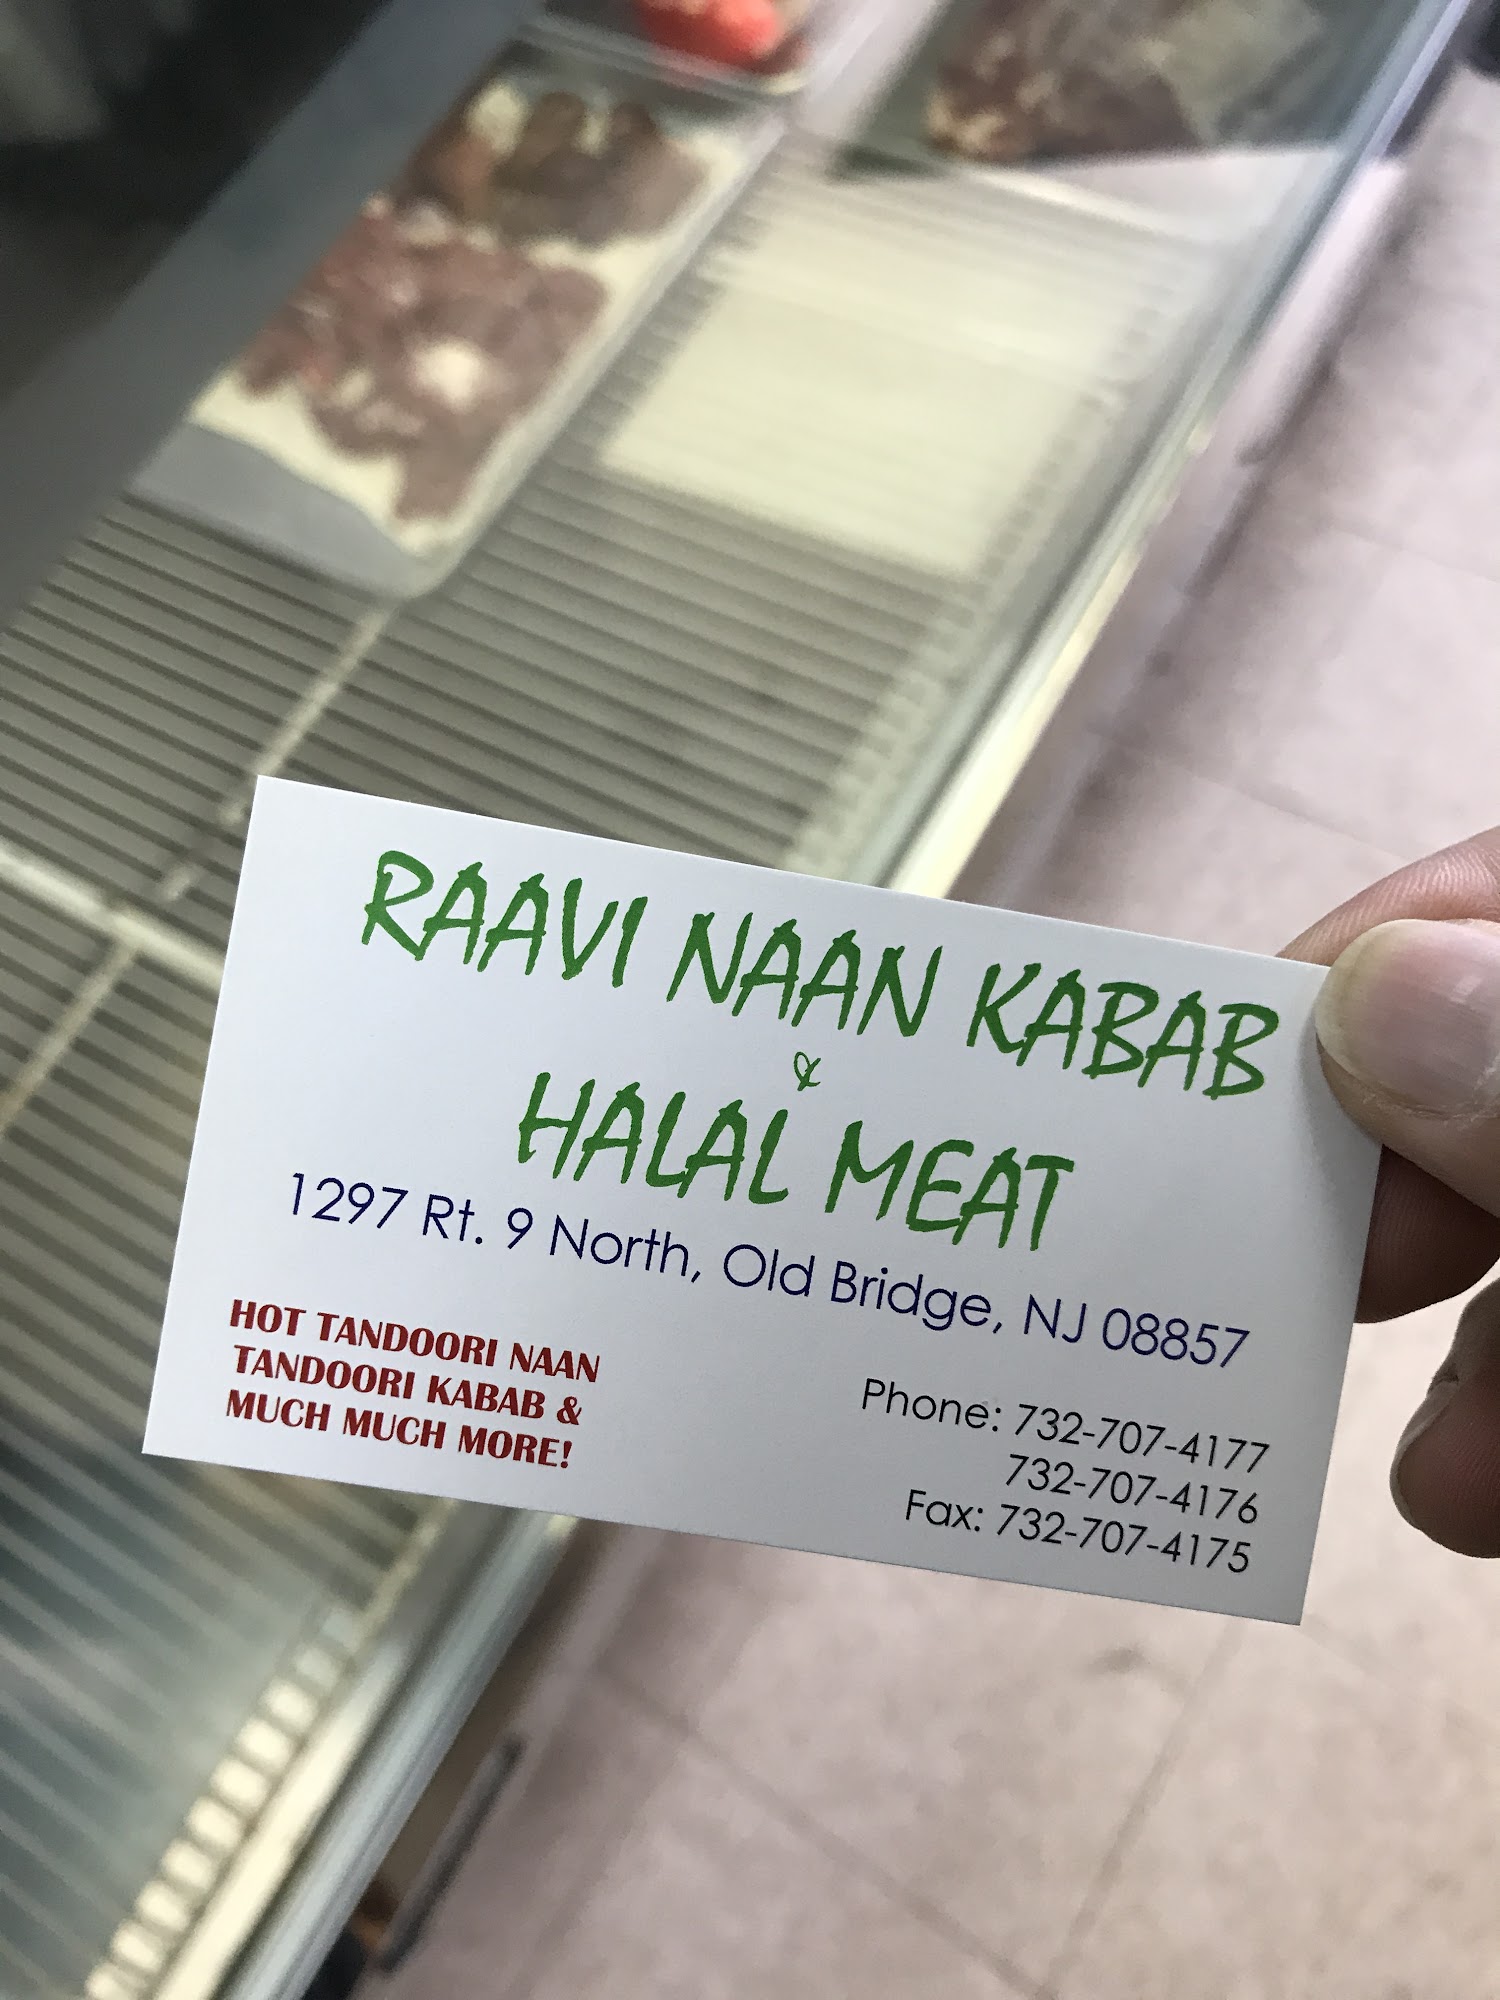 RAAVI NAAN KABAB
&
HALAL MEAT
1297 Rt. 9 North, Old Bridge, NJ 08857
HOT TANDOORI NAAN
TANDOORI KABAB &
MUCH MUCH MORE!
Phone: 732-707-4177
732-707-4176
Fax: 732-707-4175